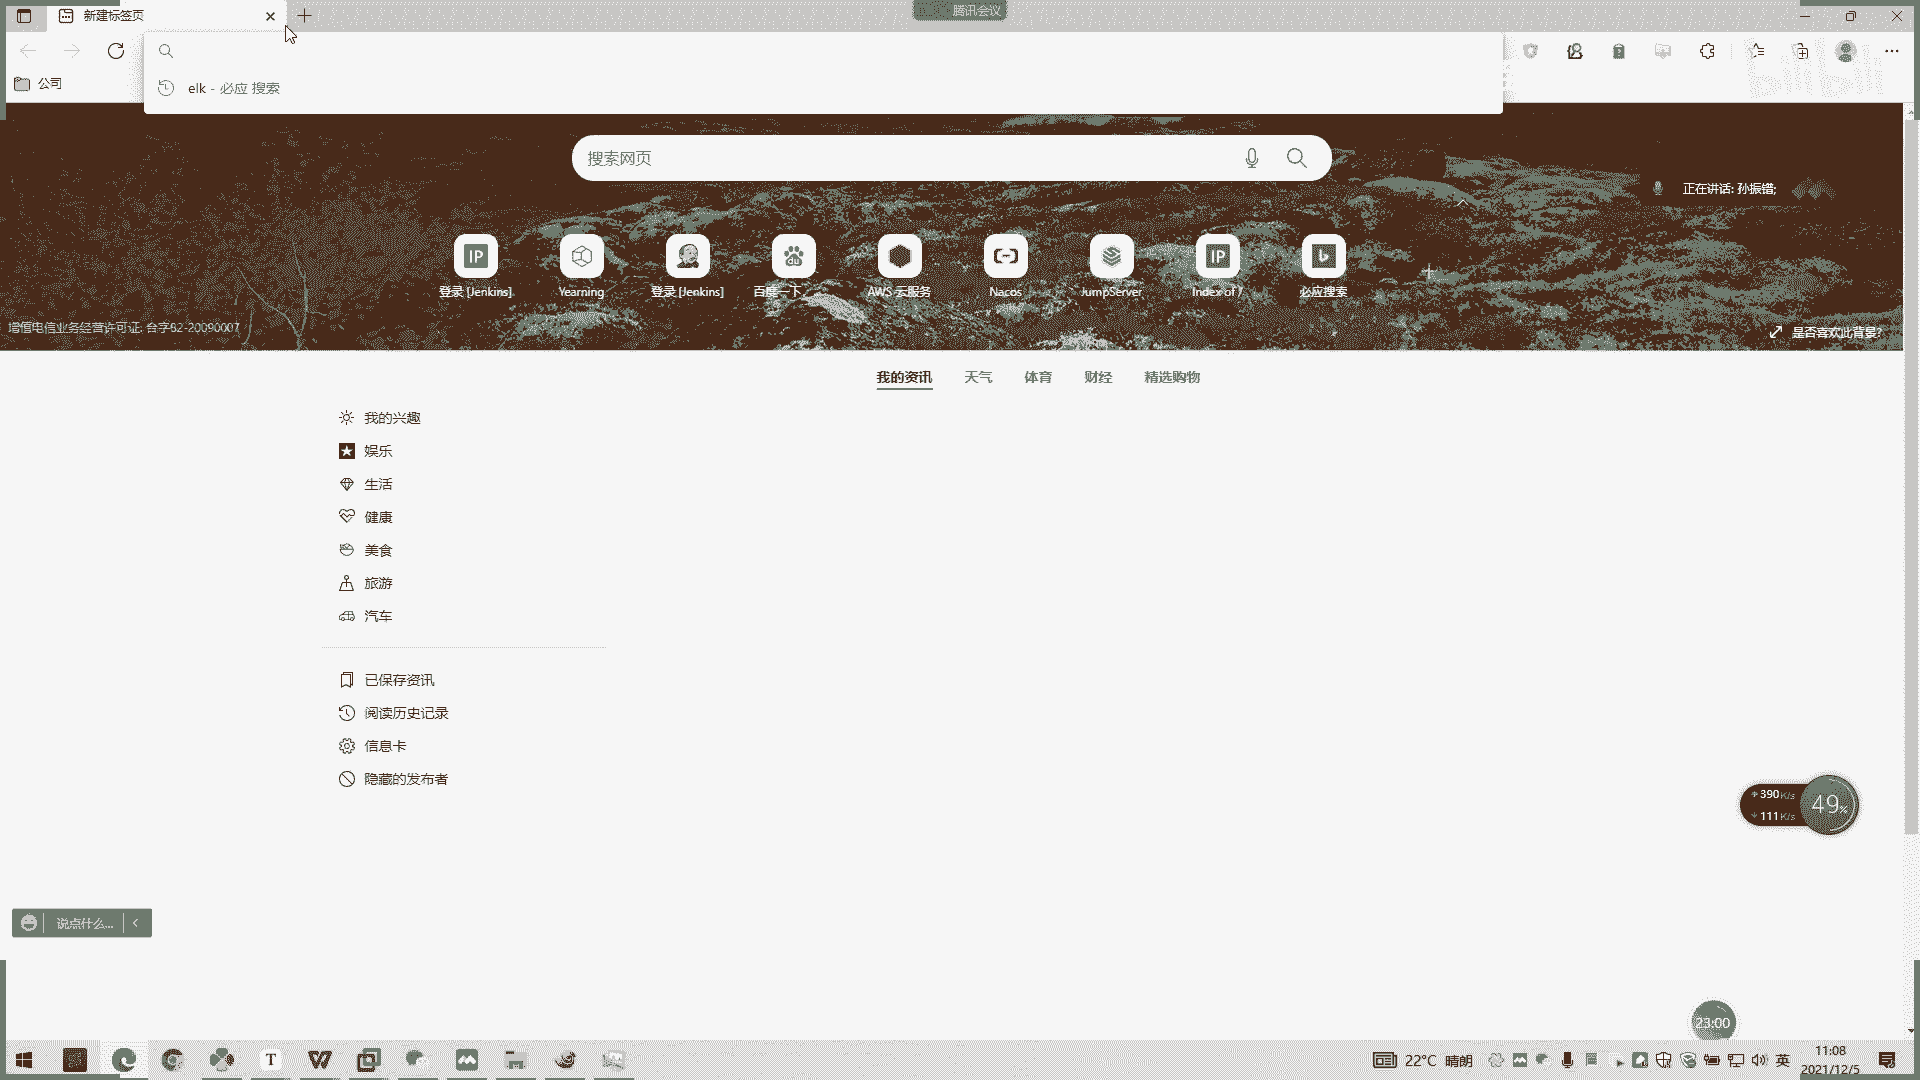 新建标签页
腾讯会议
公司
elk - 必应 搜索
搜索网页
正在讲话: 孙振锴;
登录 [Jenkins]
Yearning
登录 [Jenkins]
百度一下
AWS 云服务
Nacos
JumpServer
Index of /
必应搜索
增值电信业务经营许可证: 合字B2-20090007
是否喜欢此背景?
我的资讯
天气
体育
财经
精选购物
我的兴趣
娱乐
生活
健康
美食
旅游
汽车
已保存资讯
阅读历史记录
信息卡
隐藏的发布者
390K/s
111K/s
49%
说点什么...
23:00
22°C 晴朗
英
11:08
2021/12/5